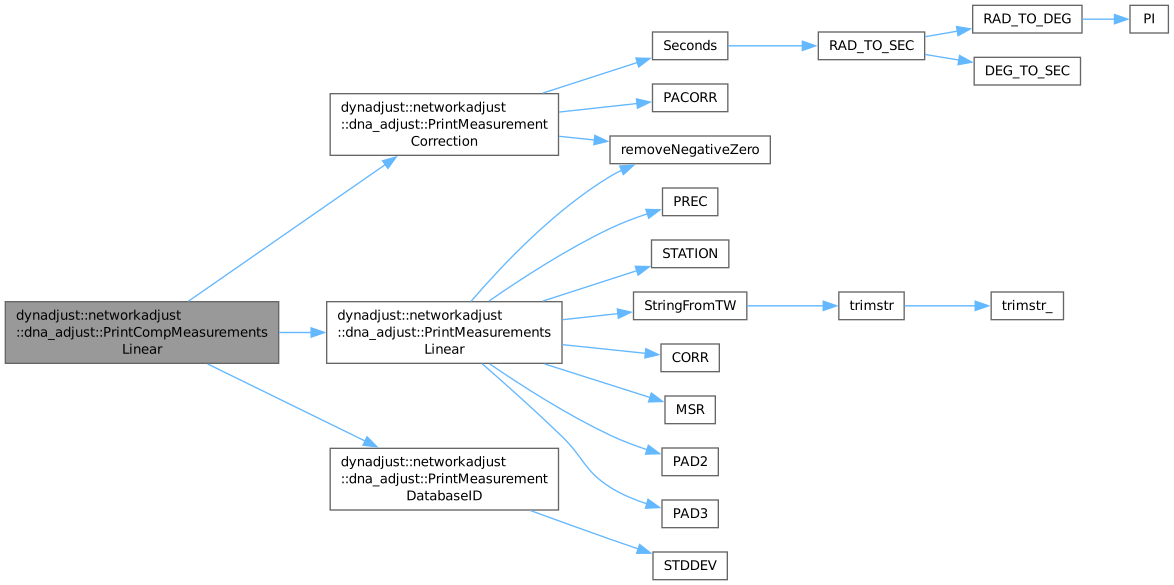 dynadjust::networkadjust
::dna_adjust::PrintCompMeasurements
Linear
dynadjust::networkadjust
::dna_adjust::PrintMeasurement
Correction
Seconds
RAD_TO_SEC
RAD_TO_DEG
PI
DEG_TO_SEC
PACORR
removeNegativeZero
dynadjust::networkadjust
::dna_adjust::PrintMeasurements
Linear
PREC
STATION
StringFromTW
trimstr
trimstr_
CORR
MSR
PAD2
PAD3
dynadjust::networkadjust
::dna_adjust::PrintMeasurement
DatabaseID
STDDEV